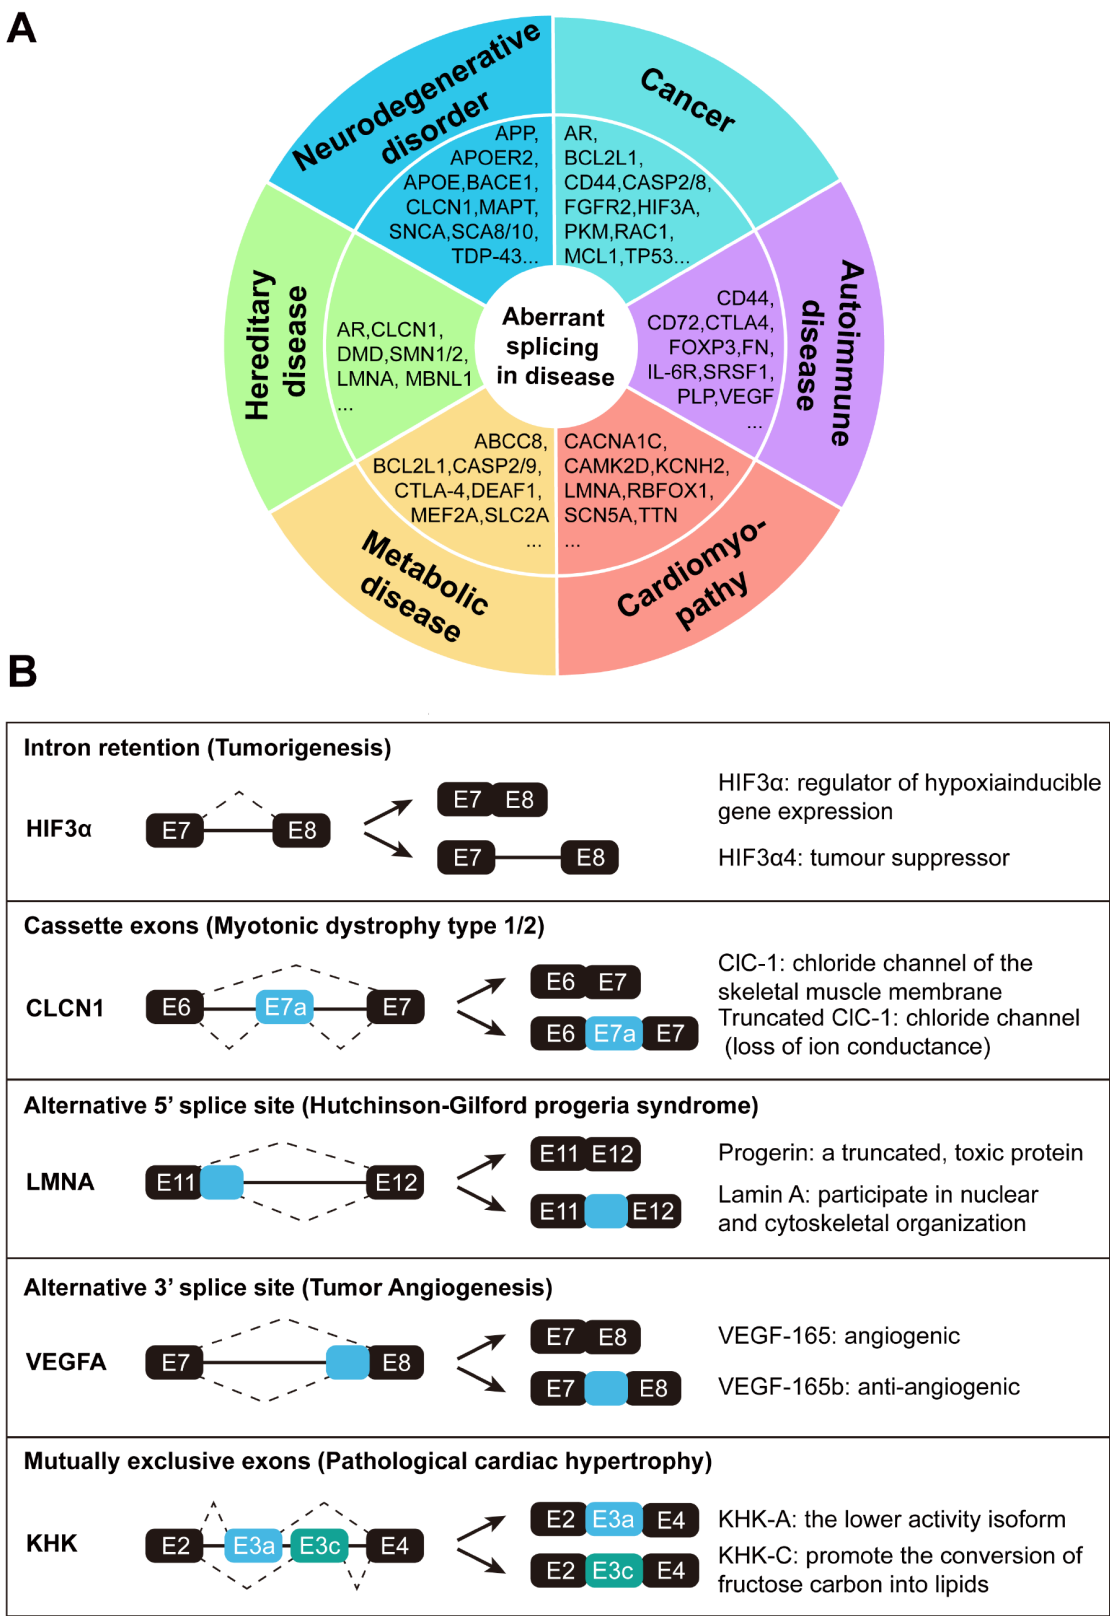 A
Neurodegenerative
disorder
APP,
APOER2,
APOE,BACE1,
CLCN1,MAPT,
SNCA,SCA8/10,
TDP-43...
Cancer
AR,
BCL2L1,
CD44,CASP2/8,
FGFR2,HIF3A,
PKM,RAC1,
MCL1,TP53...
Hereditary
disease
AR,CLCN1,
DMD,SMN1/2,
LMNA, MBNL1
...
Aberrant
splicing
in disease
Autoimmune
disease
CD44,
CD72,CTLA4,
FOXP3,FN,
IL-6R,SRSF1,
PLP,VEGF
...
Metabolic
disease
ABCC8,
BCL2L1,CASP2/9,
CTLA-4,DEAF1,
MEF2A,SLC2A
...
Cardiomyo-
pathy
CACNA1C,
CAMK2D,KCNH2,
LMNA,RBFOX1,
SCN5A,TTN
...
B
Intron retention (Tumorigenesis)
HIF3α
E7 E8
E7 E8
E7 E8
HIF3α: regulator of hypoxiainducible
gene expression
HIF3α4: tumour suppressor
Cassette exons (Myotonic dystrophy type 1/2)
CLCN1
E6 E7a E7
E6 E7
E6 E7a E7
ClC-1: chloride channel of the
skeletal muscle membrane
Truncated ClC-1: chloride channel
(loss of ion conductance)
Alternative 5’ splice site (Hutchinson-Gilford progeria syndrome)
LMNA
E11 E12
E11 E12
E11 E12
Progerin: a truncated, toxic protein
Lamin A: participate in nuclear
and cytoskeletal organization
Alternative 3’ splice site (Tumor Angiogenesis)
VEGFA
E7 E8
E7 E8
E7 E8
VEGF-165: angiogenic
VEGF-165b: anti-angiogenic
Mutually exclusive exons (Pathological cardiac hypertrophy)
KHK
E2 E3a E3c E4
E2 E3a E4
E2 E3c E4
KHK-A: the lower activity isoform
KHK-C: promote the conversion of
fructose carbon into lipids